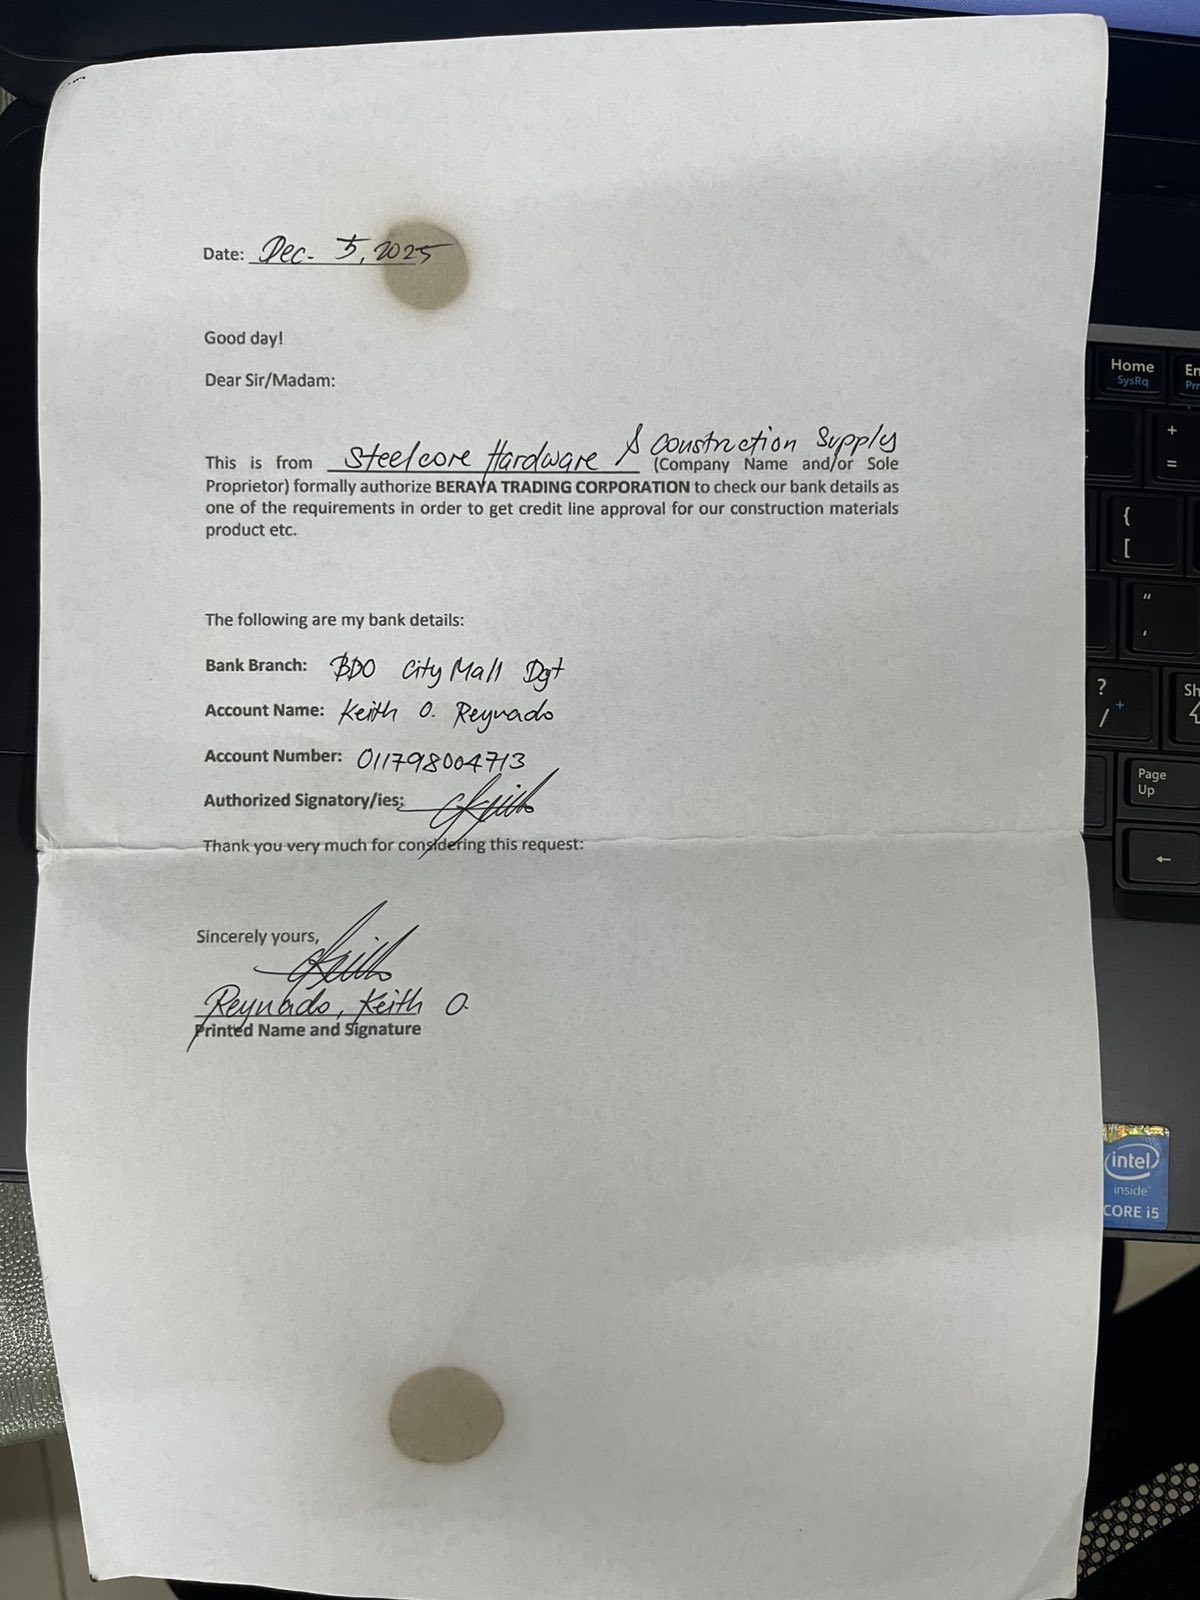 Date: Dec. 5, 2025
Good day!
Dear Sir/Madam:
This is from Steelcore Hardware & Construction Supply (Company Name and/or Sole
Proprietor) formally authorize BERAYA TRADING CORPORATION to check our bank details as
one of the requirements in order to get credit line approval for our construction materials
product etc.
The following are my bank details:
Bank Branch: BDO City Mall Dgt
Account Name: Keith O. Reynado
Account Number: 011798004713
Authorized Signatory/ies:
Thank you very much for considering this request:
Sincerely yours,
Reynado, Keith O.
Printed Name and Signature
Home
SysRq
En
Prn
+
=
{
[
"
'
?
/
+
Sh
Page
Up
←
intel
inside
CORE i5